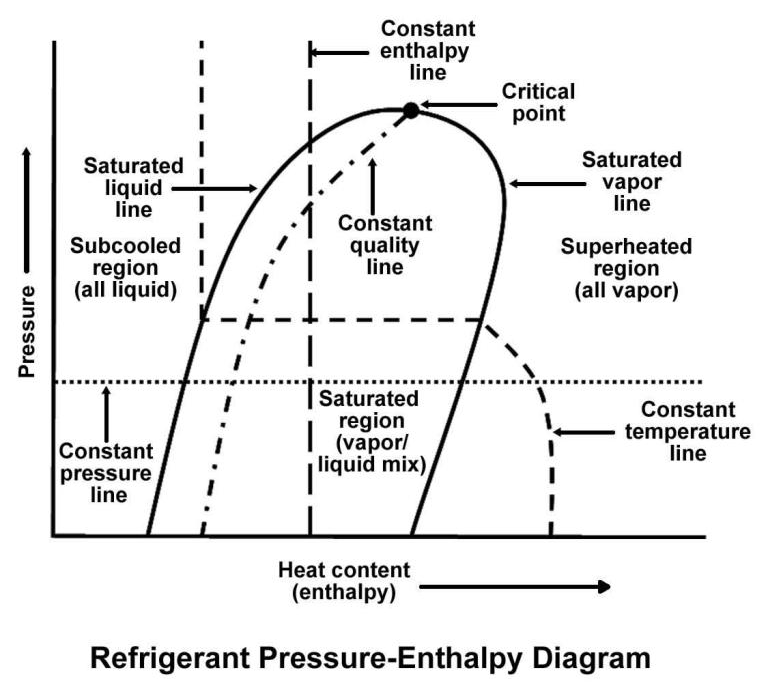 Constant
enthalpy
line
Critical
point
Saturated
liquid
line
Saturated
vapor
line
Constant
quality
line
Subcooled
region
(all liquid)
Superheated
region
(all vapor)
Pressure
Saturated
region
(vapor/
liquid mix)
Constant
temperature
line
Constant
pressure
line
Heat content
(enthalpy)
Refrigerant Pressure-Enthalpy Diagram